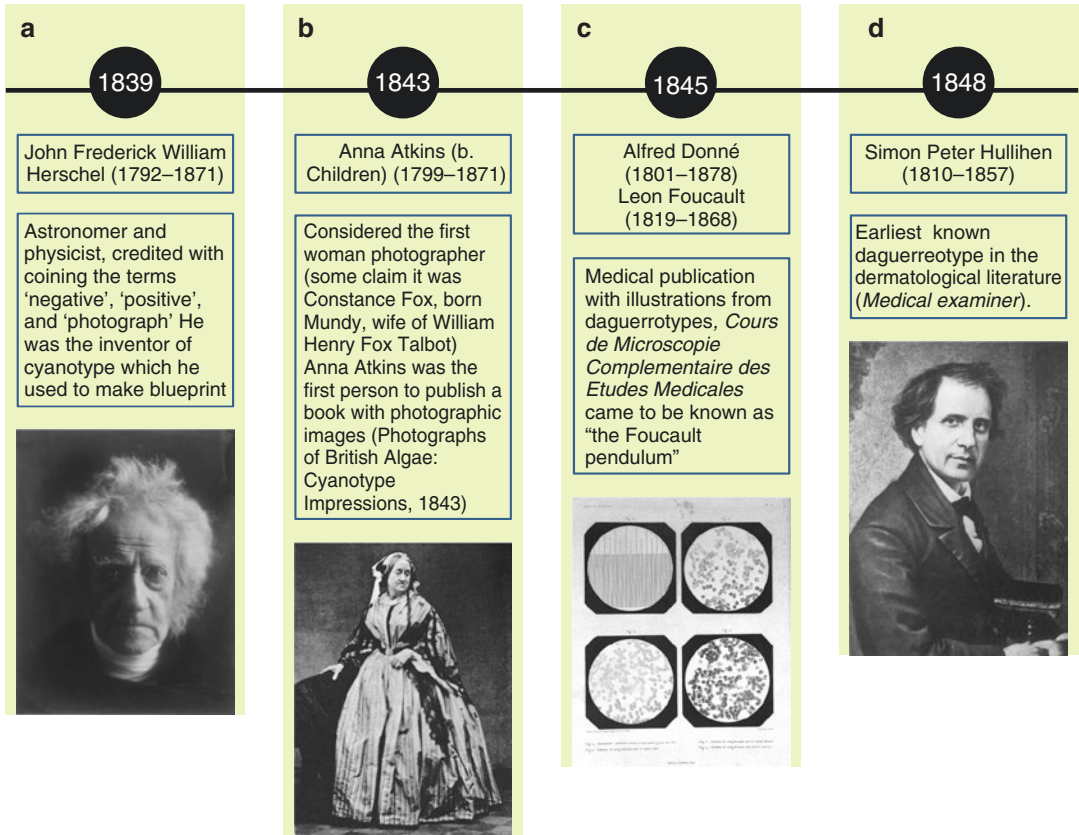 a
1839
John Frederick William
Herschel (1792–1871)
Astronomer and
physicist, credited with
coining the terms
‘negative’, ‘positive’,
and ‘photograph’ He
was the inventor of
cyanotype which he
used to make blueprint
b
1843
Anna Atkins (b.
Children) (1799–1871)
Considered the first
woman photographer
(some claim it was
Constance Fox, born
Mundy, wife of William
Henry Fox Talbot)
Anna Atkins was the
first person to publish a
book with photographic
images (Photographs
of British Algae:
Cyanotype
Impressions, 1843)
c
1845
Alfred Donné
(1801–1878)
Leon Foucault
(1819–1868)
Medical publication
with illustrations from
daguerrotypes, Cours
de Microscopie
Complementaire des
Etudes Medicales
came to be known as
“the Foucault
pendulum”
d
1848
Simon Peter Hullihen
(1810–1857)
Earliest known
daguerreotype in the
dermatological literature
(Medical examiner).